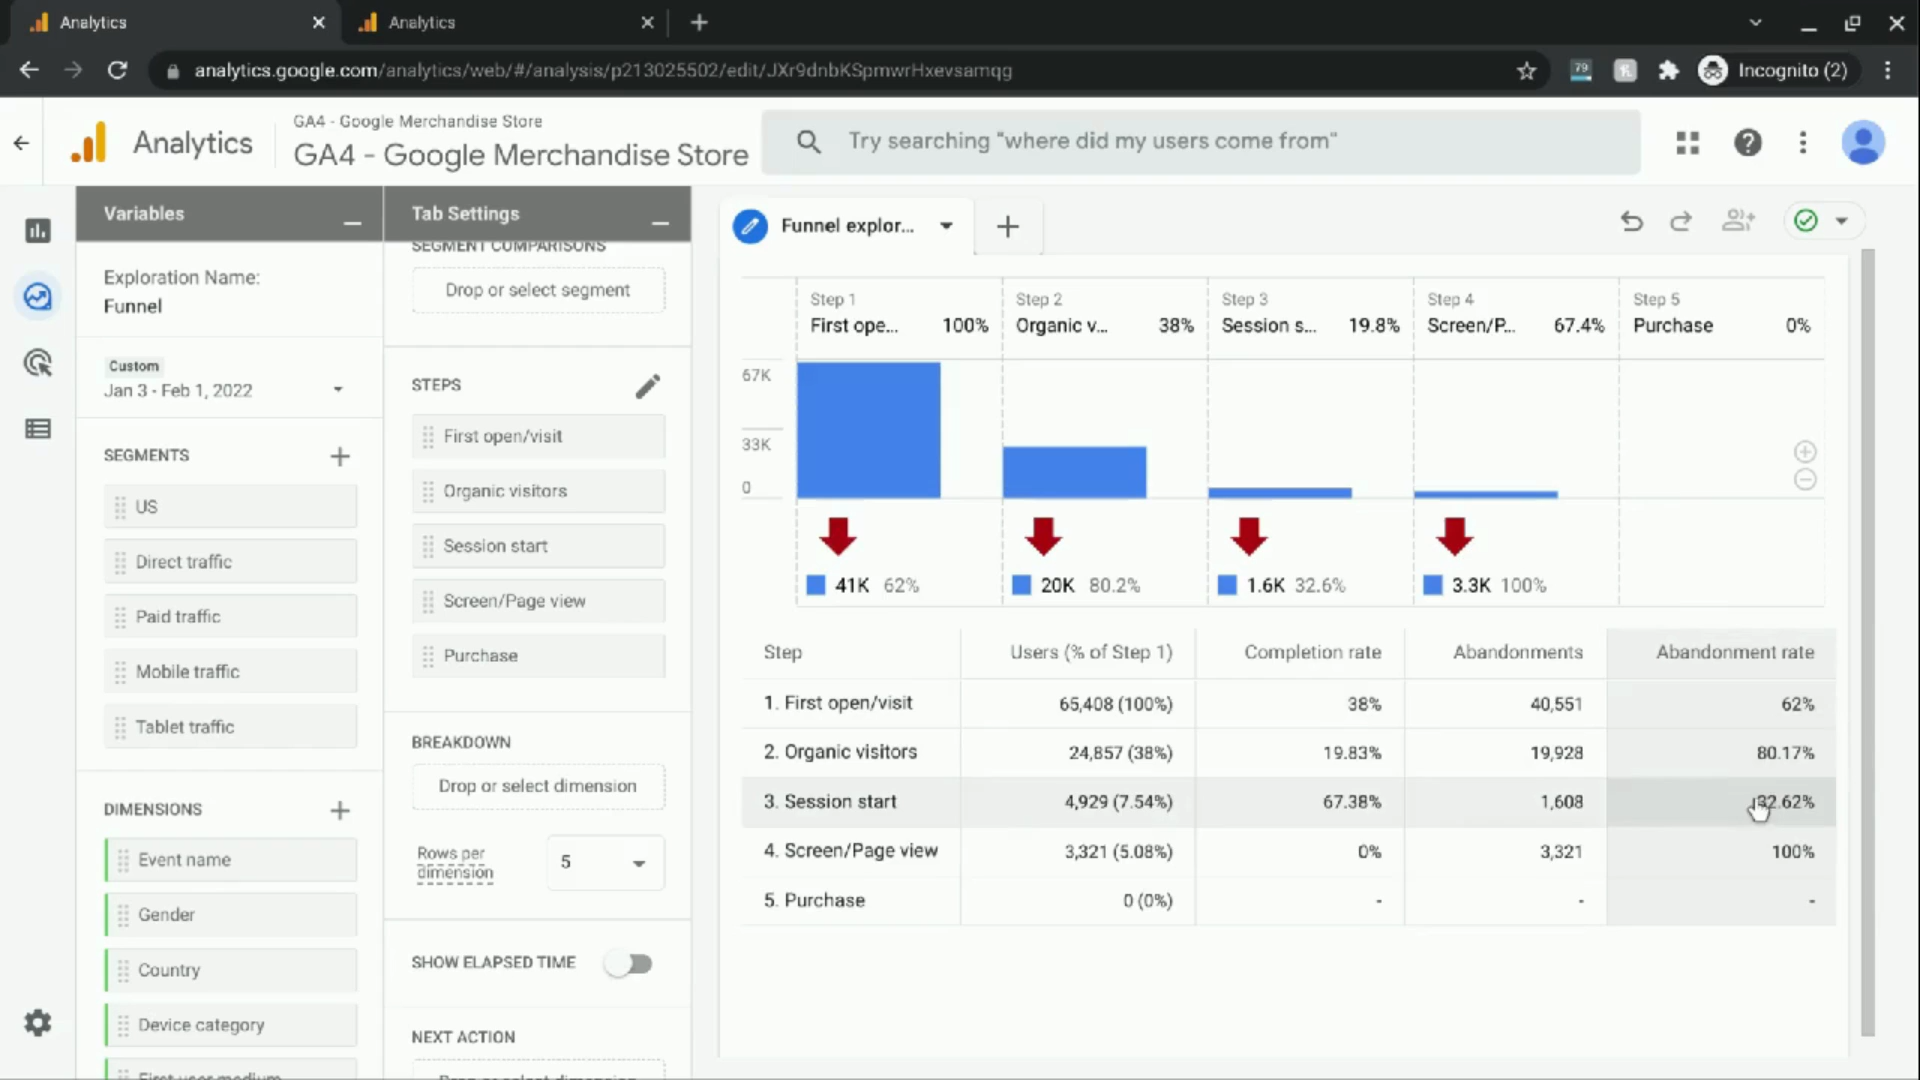 Analytics
Analytics
analytics.google.com/analytics/web/#/analysis/p213025502/edit/JXr9dnbKSpmwrHxevsamqg
79
Incognito (2)
Analytics
GA4 - Google Merchandise Store
GA4 - Google Merchandise Store
Try searching "where did my users come from"
Variables
Exploration Name:
Funnel
Custom
Jan 3 - Feb 1, 2022
SEGMENTS
US
Direct traffic
Paid traffic
Mobile traffic
Tablet traffic
DIMENSIONS
Event name
Gender
Country
Device category
First user medium
Tab Settings
SEGMENT COMPARISONS
Drop or select segment
STEPS
First open/visit
Organic visitors
Session start
Screen/Page view
Purchase
BREAKDOWN
Drop or select dimension
Rows per
dimension
5
SHOW ELAPSED TIME
NEXT ACTION
Drop or select dimension
Funnel explor...
Step 1
First ope... 100%
Step 2
Organic v... 38%
Step 3
Session s... 19.8%
Step 4
Screen/P... 67.4%
Step 5
Purchase 0%
67K
33K
0
41K 62%
20K 80.2%
1.6K 32.6%
3.3K 100%
Step Users (% of Step 1) Completion rate Abandonments Abandonment rate
1. First open/visit 65,408 (100%) 38% 40,551 62%
2. Organic visitors 24,857 (38%) 19.83% 19,928 80.17%
3. Session start 4,929 (7.54%) 67.38% 1,608 32.62%
4. Screen/Page view 3,321 (5.08%) 0% 3,321 100%
5. Purchase 0 (0%) - - -